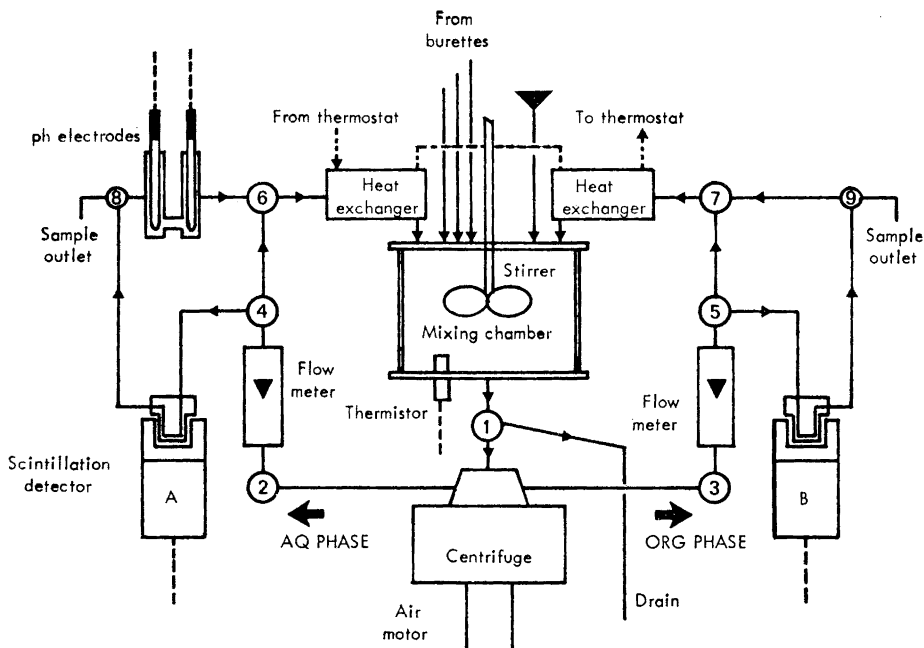 From
burettes
From thermostat
To thermostat
ph electrodes
8
6
Heat
exchanger
Heat
exchanger
7
9
Sample
outlet
Sample
outlet
Stirrer
4
Mixing chamber
5
Flow
meter
Thermistor
Flow
meter
1
Scintillation
detector
A
2
3
B
AQ PHASE
ORG PHASE
Centrifuge
Air
motor
Drain